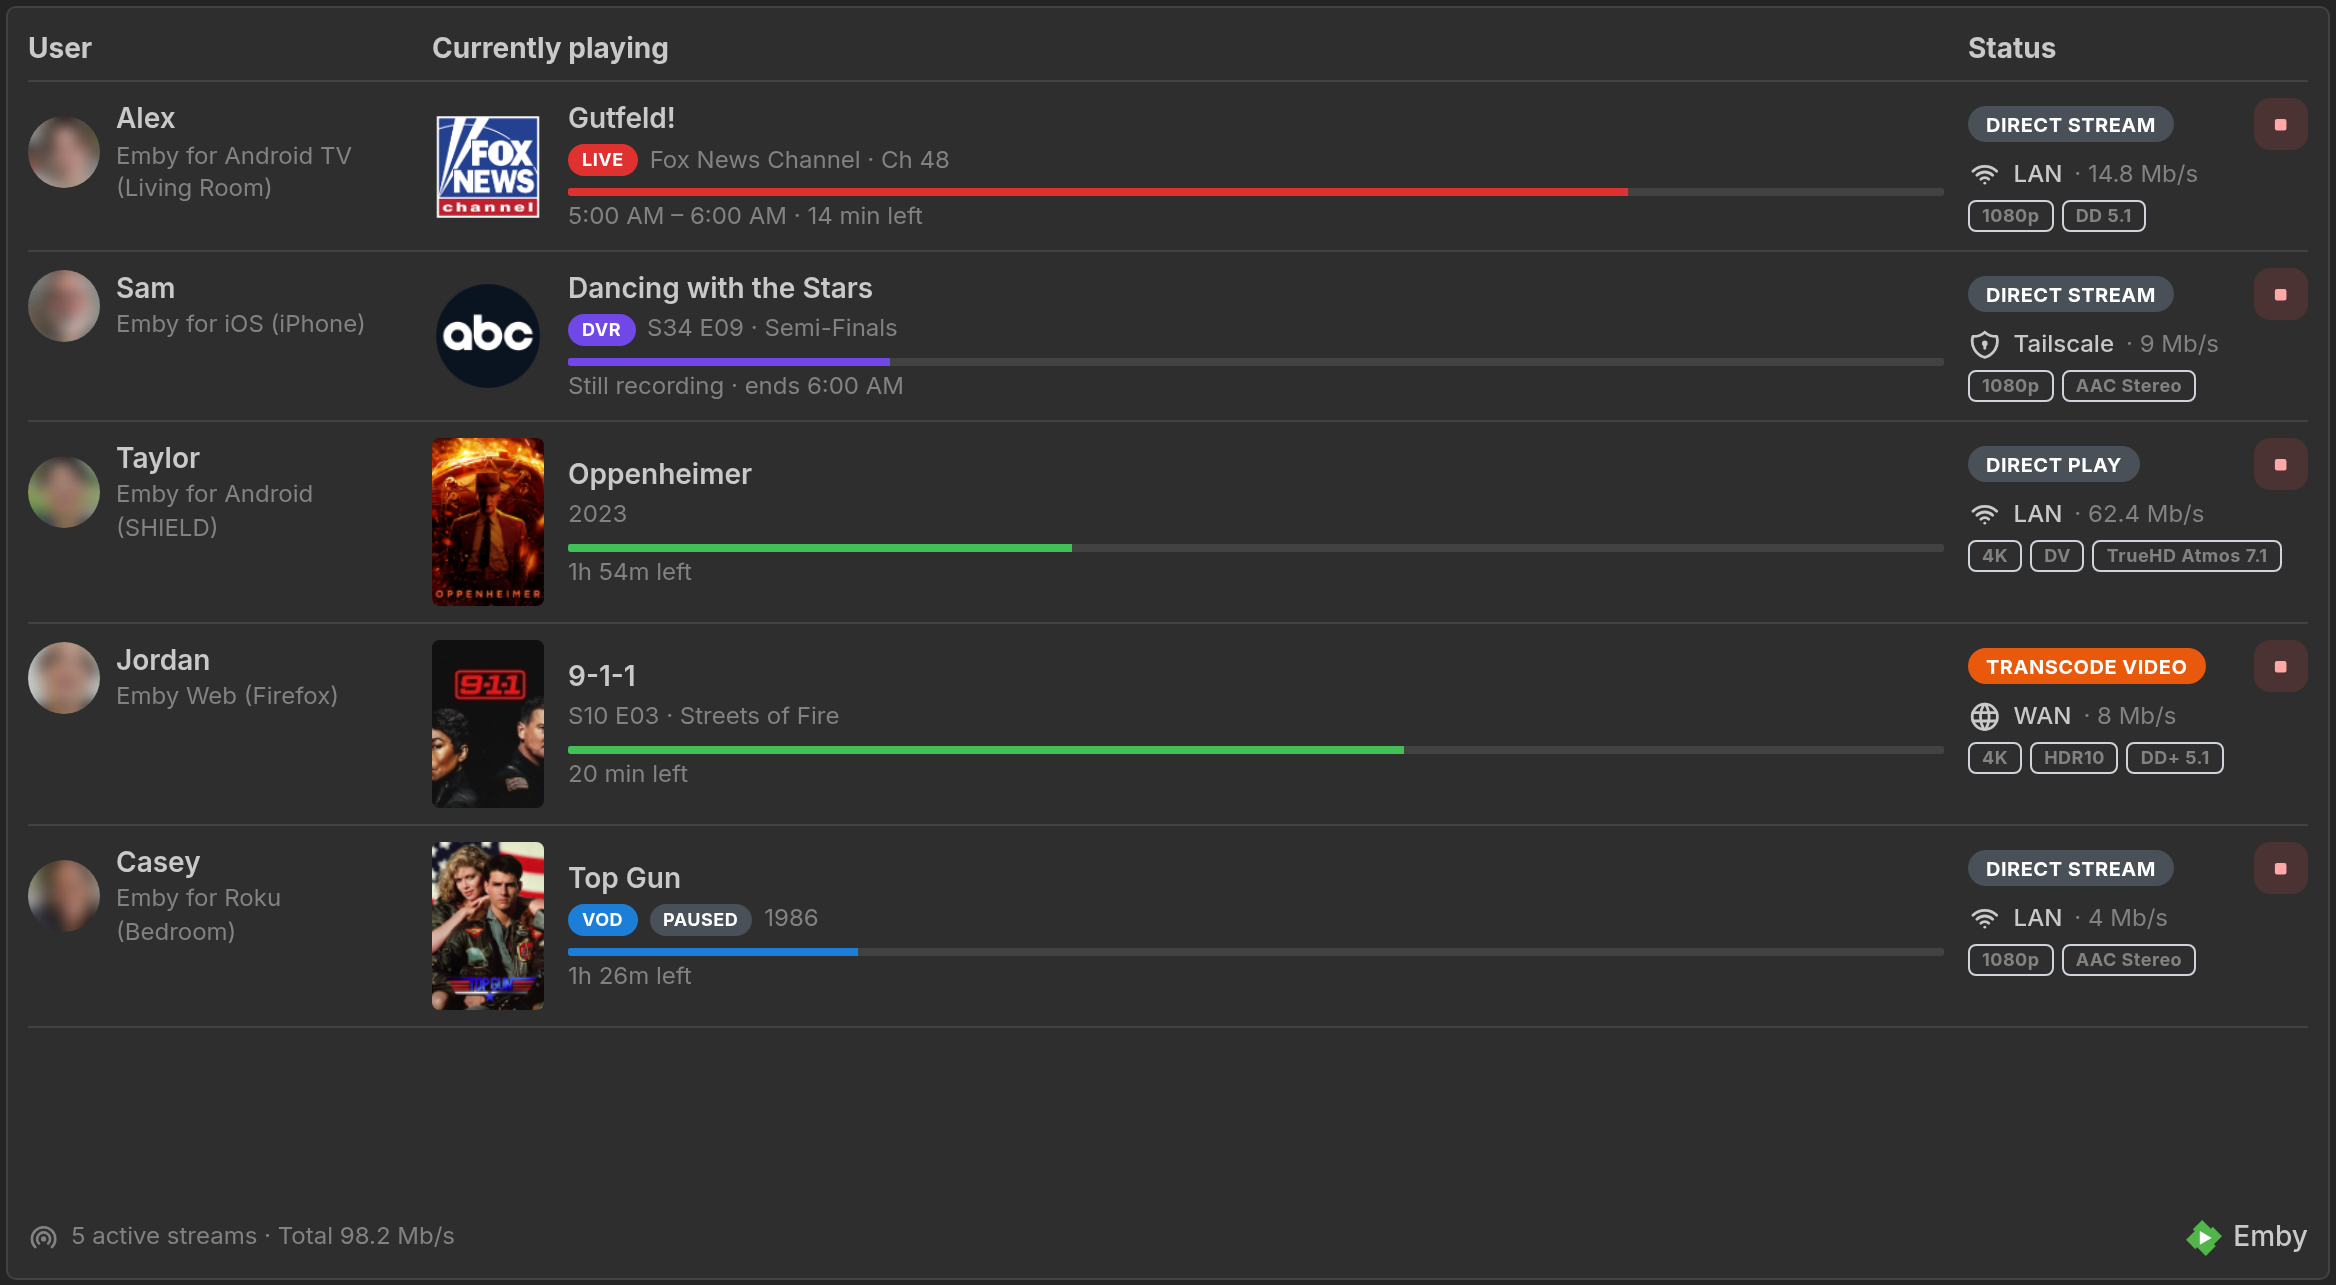 User
Currently playing
Status
Alex
Emby for Android TV
(Living Room)
FOX
NEWS
channel
Gutfeld!
LIVE Fox News Channel · Ch 48
5:00 AM – 6:00 AM · 14 min left
DIRECT STREAM
LAN · 14.8 Mb/s
1080p DD 5.1
Sam
Emby for iOS (iPhone)
abc
Dancing with the Stars
DVR S34 E09 · Semi-Finals
Still recording · ends 6:00 AM
DIRECT STREAM
Tailscale · 9 Mb/s
1080p AAC Stereo
Taylor
Emby for Android
(SHIELD)
OPPENHEIMER
Oppenheimer
2023
1h 54m left
DIRECT PLAY
LAN · 62.4 Mb/s
4K DV TrueHD Atmos 7.1
Jordan
Emby Web (Firefox)
9-1-1
9-1-1
S10 E03 · Streets of Fire
20 min left
TRANSCODE VIDEO
WAN · 8 Mb/s
4K HDR10 DD+ 5.1
Casey
Emby for Roku
(Bedroom)
TOP GUN
Top Gun
VOD PAUSED 1986
1h 26m left
DIRECT STREAM
LAN · 4 Mb/s
1080p AAC Stereo
5 active streams · Total 98.2 Mb/s
Emby